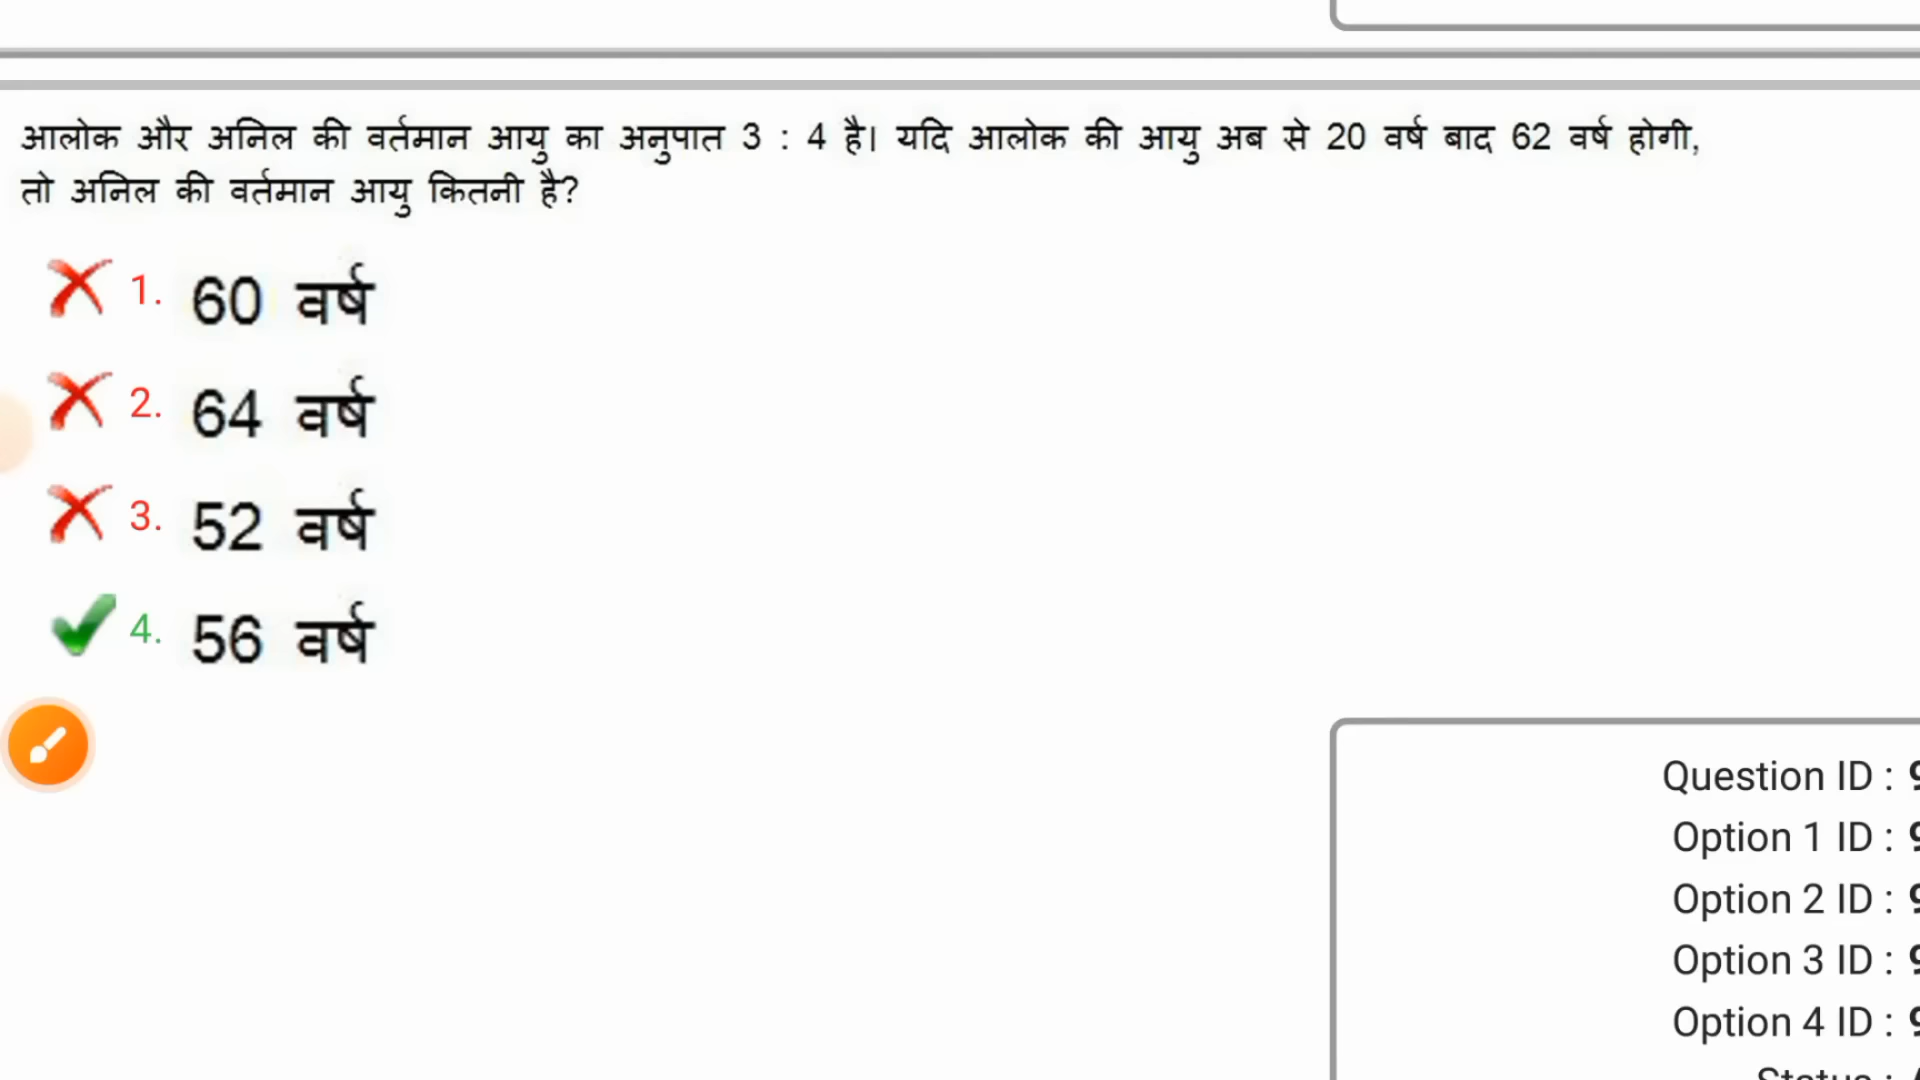 आलोक और अनिल की वर्तमान आयु का अनुपात 3 : 4 है। यदि आलोक की आयु अब से 20 वर्ष बाद 62 वर्ष होगी,
तो अनिल की वर्तमान आयु कितनी है?
1. 60 वर्ष
2. 64 वर्ष
3. 52 वर्ष
4. 56 वर्ष
Question ID :
Option 1 ID :
Option 2 ID :
Option 3 ID :
Option 4 ID :
Status :